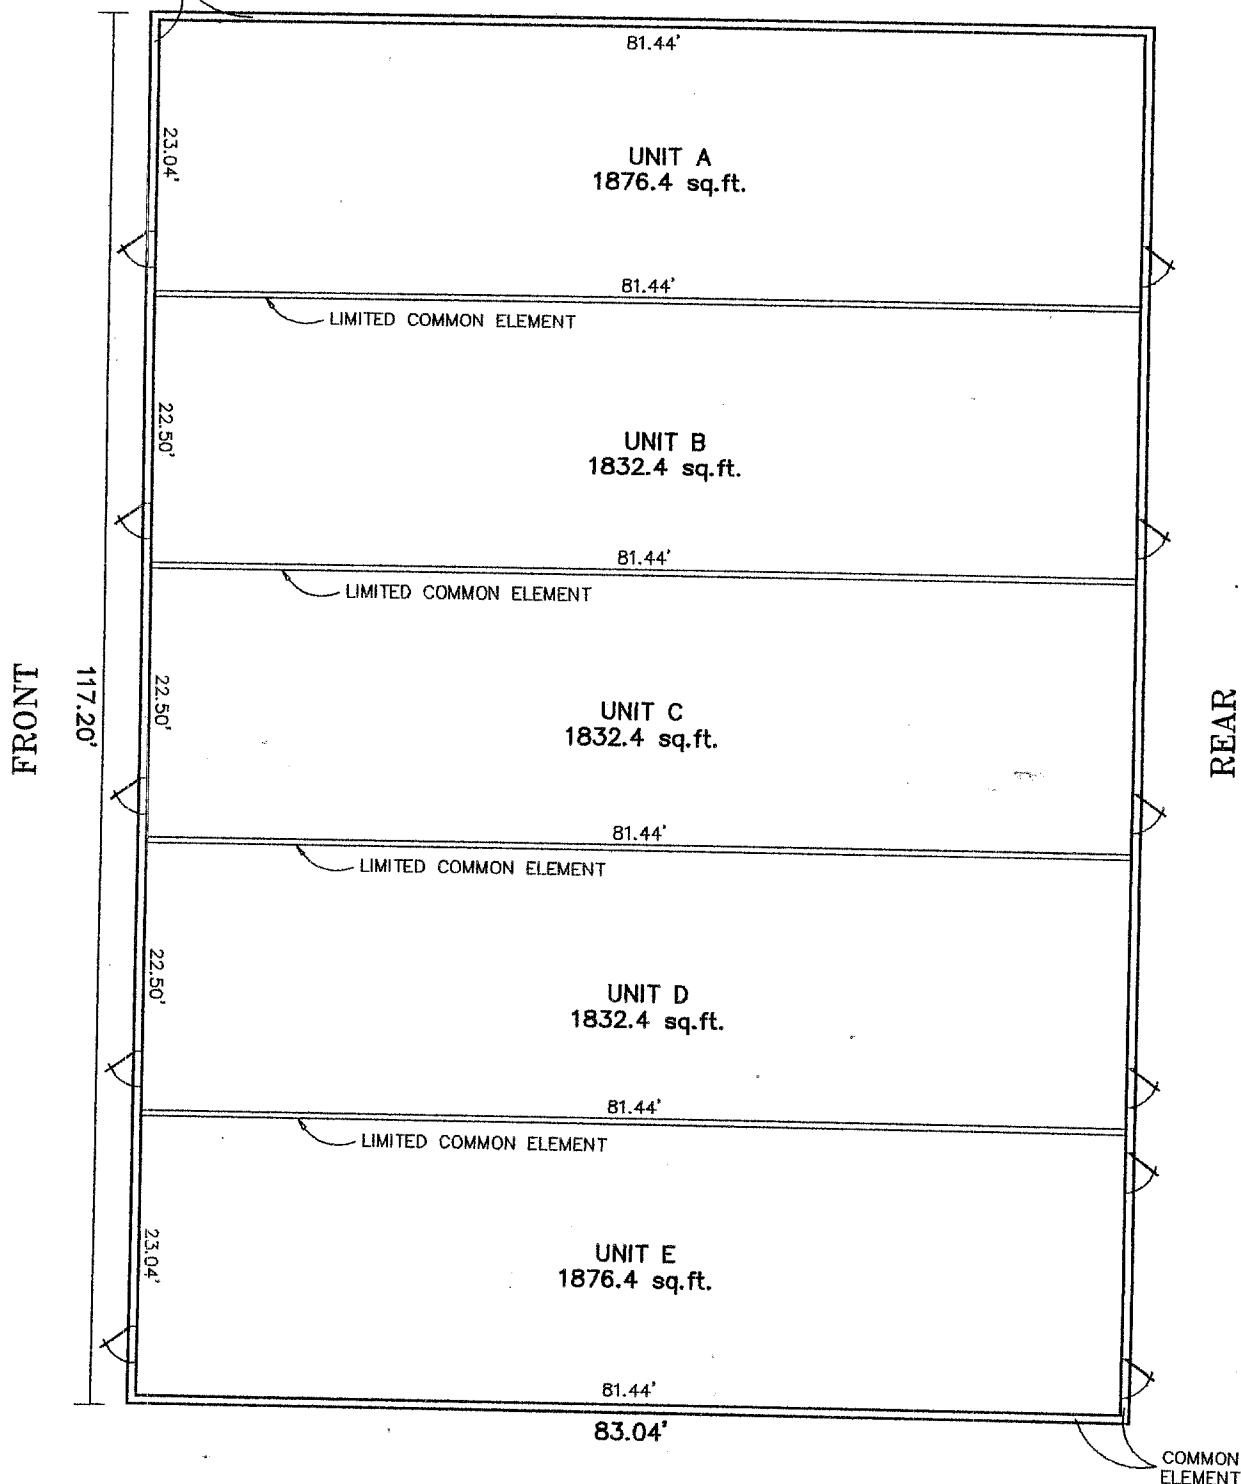 81.44'
23.04'
UNIT A
1876.4 sq.ft.
81.44'
LIMITED COMMON ELEMENT
22.50'
UNIT B
1832.4 sq.ft.
81.44'
LIMITED COMMON ELEMENT
FRONT
117.20'
22.50'
UNIT C
1832.4 sq.ft.
REAR
81.44'
LIMITED COMMON ELEMENT
22.50'
UNIT D
1832.4 sq.ft.
81.44'
LIMITED COMMON ELEMENT
23.04'
UNIT E
1876.4 sq.ft.
81.44'
83.04'
COMMON
ELEMENT